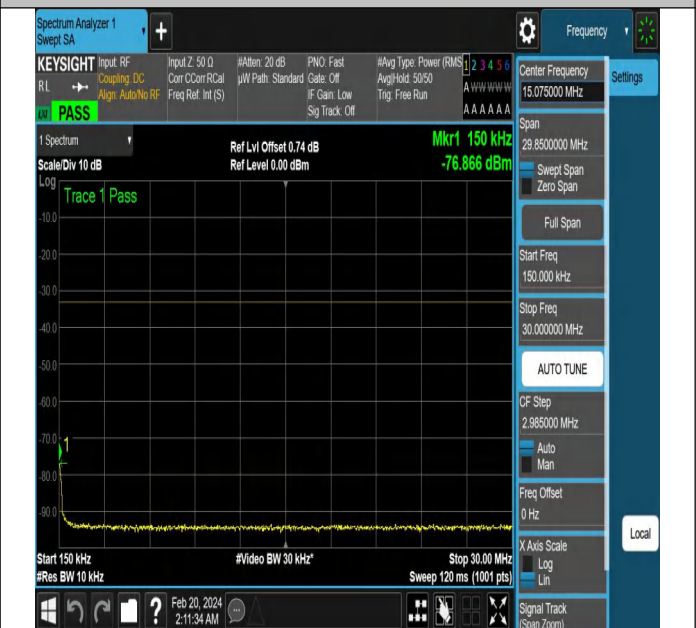 Spectrum Analyzer 1
Swept SA
+
Frequency
KEYSIGHT
RL
PASS
Input: RF
Coupling: DC
Align: Auto/No RF
Input Z: 50 Ω
Corr CCorr RCal
Freq Ref: Int (S)
#Atten: 20 dB
µW Path: Standard
PNO: Fast
Gate: Off
IF Gain: Low
Sig Track: Off
#Avg Type: Power (RMS
Avg|Hold: 50/50
Trig: Free Run
1 2 3 4 5 6
A W W W W W
A A A A A A
Center Frequency
15.075000 MHz
Settings
Span
29.8500000 MHz
Swept Span
Zero Span
Full Span
Start Freq
150.000 kHz
Stop Freq
30.000000 MHz
AUTO TUNE
CF Step
2.985000 MHz
Auto
Man
Freq Offset
0 Hz
X Axis Scale
Log
Lin
Signal Track
(Span Zoom)
Local
1 Spectrum
Scale/Div 10 dB
Ref Lvl Offset 0.74 dB
Ref Level 0.00 dBm
Mkr1 150 kHz
-76.866 dBm
Log
Trace 1 Pass
-10.0
-20.0
-30.0
-40.0
-50.0
-60.0
-70.0
1
-80.0
-90.0
Start 150 kHz
#Res BW 10 kHz
#Video BW 30 kHz*
Stop 30.00 MHz
Sweep 120 ms (1001 pts)
?
Feb 20, 2024
2:11:34 AM